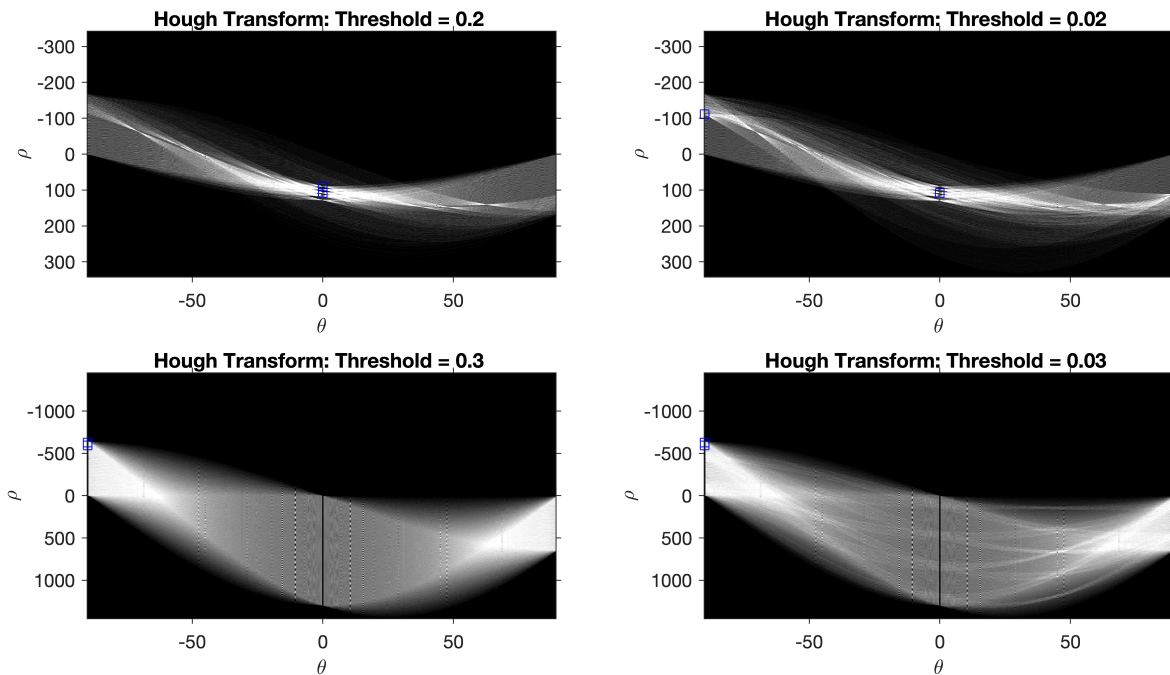 Hough Transform: Threshold = 0.2
-300
-200
-100
0
100
200
300
ρ
-50 0 50
θ
Hough Transform: Threshold = 0.02
-300
-200
-100
0
100
200
300
ρ
-50 0 50
θ
Hough Transform: Threshold = 0.3
-1000
-500
0
500
1000
ρ
-50 0 50
θ
Hough Transform: Threshold = 0.03
-1000
-500
0
500
1000
ρ
-50 0 50
θ